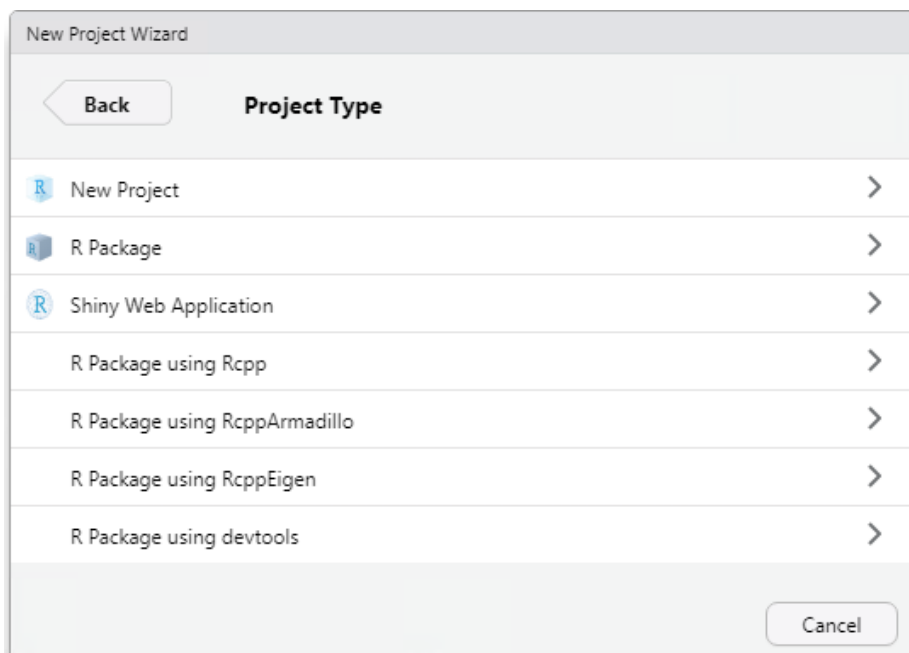 New Project Wizard
Back
Project Type
R New Project
R R Package
R Shiny Web Application
R Package using Rcpp
R Package using RcppArmadillo
R Package using RcppEigen
R Package using devtools
Cancel